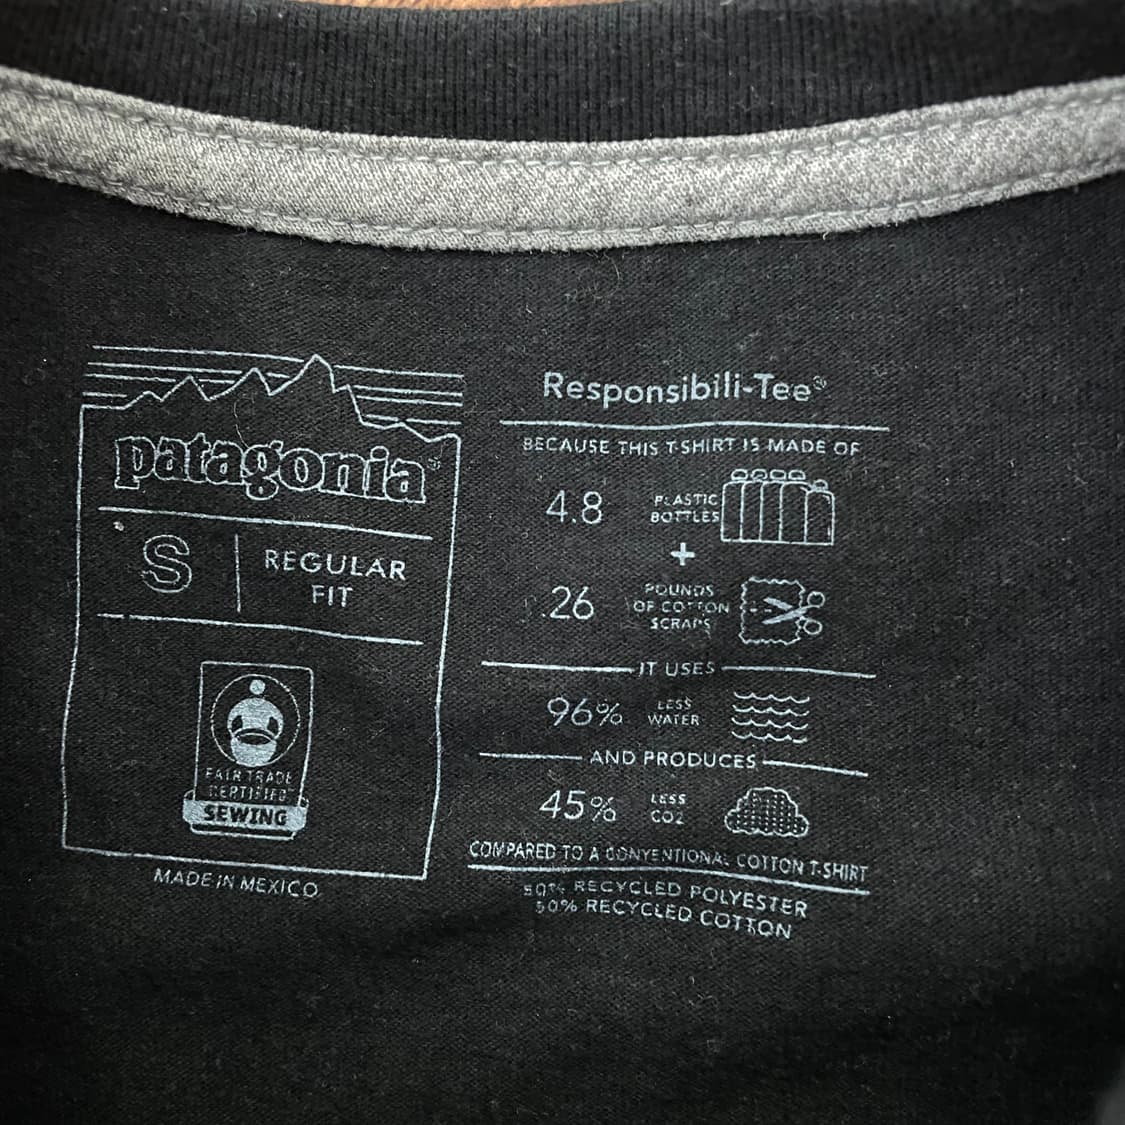 patagonia®
S
REGULAR
FIT
FAIR TRADE
CERTIFIED™
SEWING
MADE IN MEXICO
Responsibili-Tee®
BECAUSE THIS T-SHIRT IS MADE OF
4.8
PLASTIC
BOTTLES
+
.26
POUNDS
OF COTTON
SCRAPS
IT USES
96%
LESS
WATER
AND PRODUCES
45%
LESS
CO2
COMPARED TO A CONVENTIONAL COTTON T-SHIRT
50% RECYCLED POLYESTER
50% RECYCLED COTTON